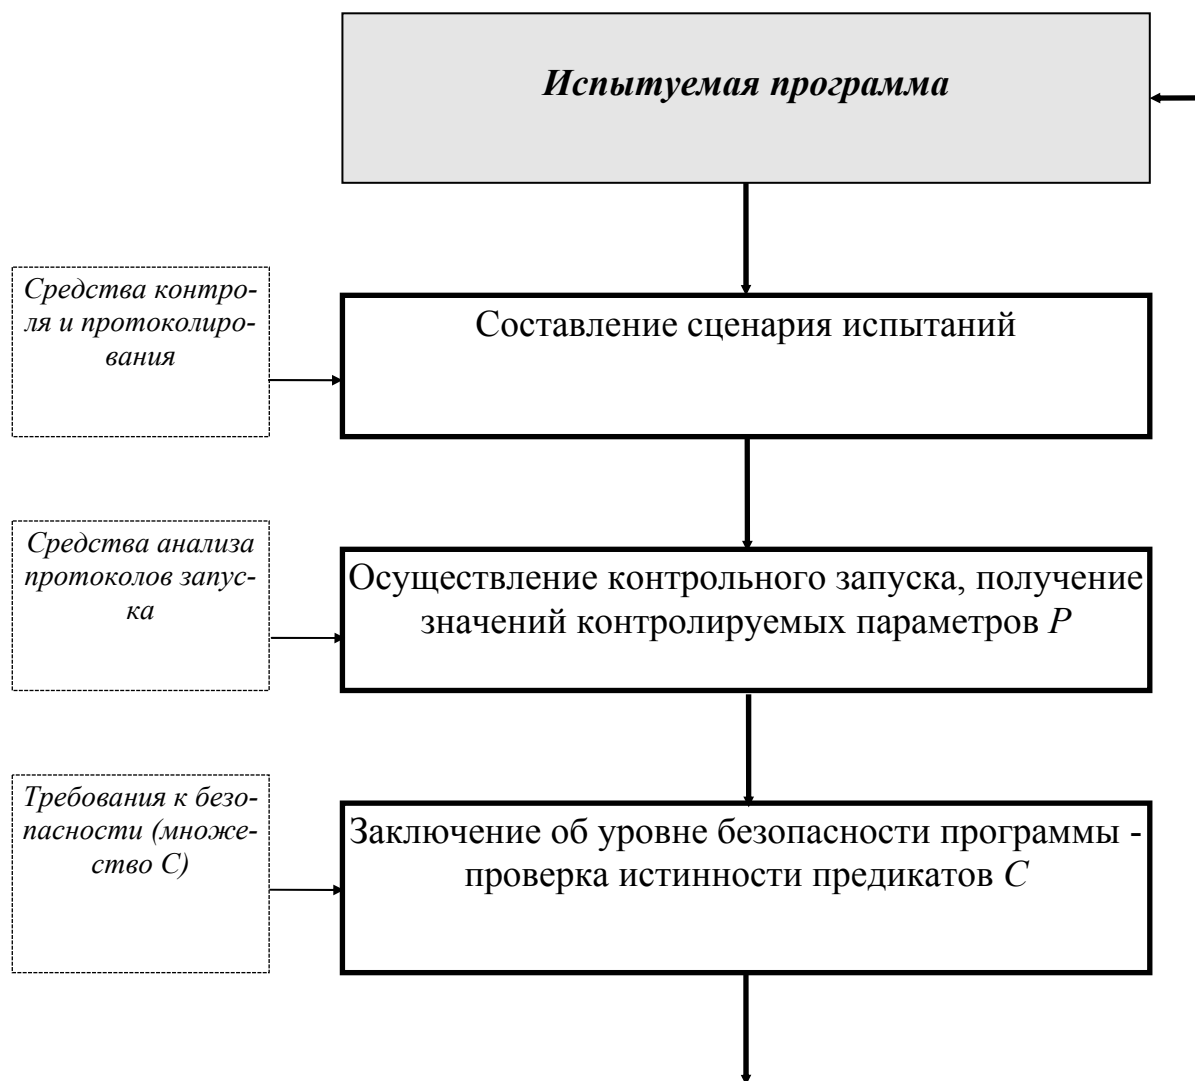 Испытуемая программа
Средства контро-
ля и протоколиро-
вания
Составление сценария испытаний
Средства анализа
протоколов запус-
ка
Осуществление контрольного запуска, получение
значений контролируемых параметров P
Требования к безо-
пасности (множе-
ство С)
Заключение об уровне безопасности программы -
проверка истинности предикатов C